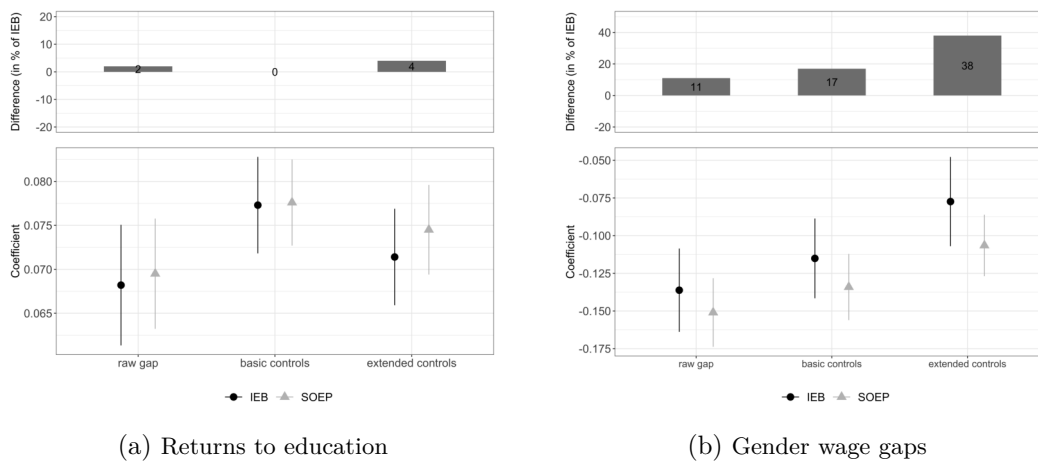 Difference (in % of IEB)
20
10
0
-10
-20
2
0
4
Coefficient
0.080
0.075
0.070
0.065
raw gap
basic controls
extended controls
IEB
SOEP
(a) Returns to education
Difference (in % of IEB)
40
20
0
-20
11
17
38
Coefficient
-0.050
-0.075
-0.100
-0.125
-0.150
-0.175
raw gap
basic controls
extended controls
IEB
SOEP
(b) Gender wage gaps